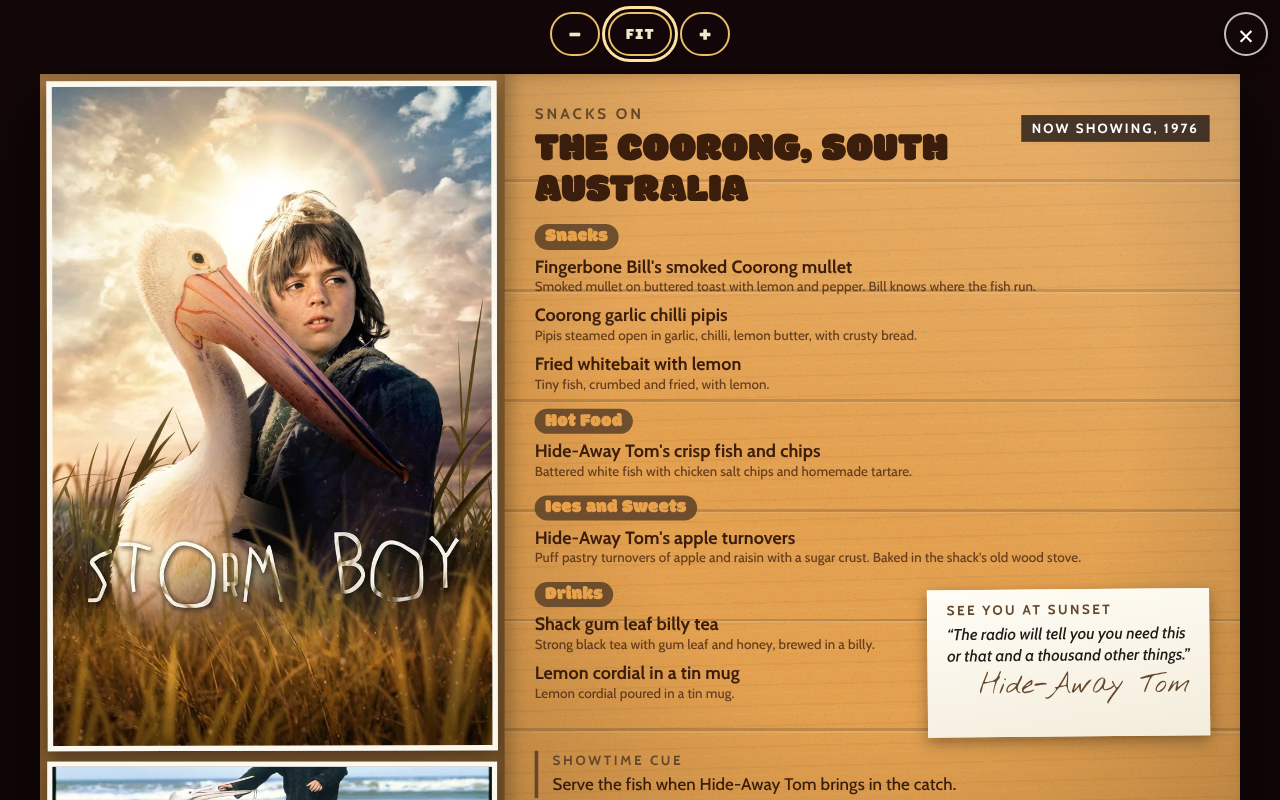 −
FIT
+
×
STORM BOY
SNACKS ON
THE COORONG, SOUTH
AUSTRALIA
NOW SHOWING, 1976
Snacks
Fingerbone Bill's smoked Coorong mullet
Smoked mullet on buttered toast with lemon and pepper. Bill knows where the fish run.
Coorong garlic chilli pipis
Pipis steamed open in garlic, chilli, lemon butter, with crusty bread.
Fried whitebait with lemon
Tiny fish, crumbed and fried, with lemon.
Hot Food
Hide-Away Tom's crisp fish and chips
Battered white fish with chicken salt chips and homemade tartare.
Ices and Sweets
Hide-Away Tom's apple turnovers
Puff pastry turnovers of apple and raisin with a sugar crust. Baked in the shack's old wood stove.
Drinks
Shack gum leaf billy tea
Strong black tea with gum leaf and honey, brewed in a billy.
Lemon cordial in a tin mug
Lemon cordial poured in a tin mug.
SEE YOU AT SUNSET
“The radio will tell you you need this
or that and a thousand other things.”
Hide-Away Tom
SHOWTIME CUE
Serve the fish when Hide-Away Tom brings in the catch.